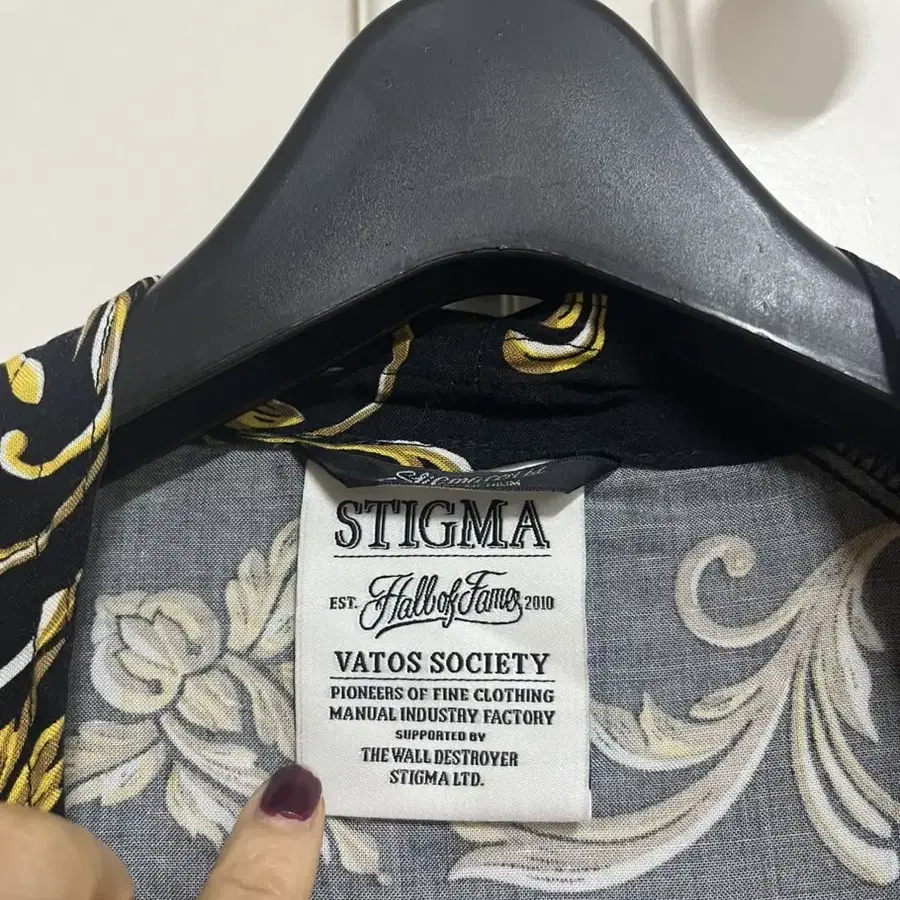 STIGMA
EST. Hall of Fames 2010
VATOS SOCIETY
PIONEERS OF FINE CLOTHING
MANUAL INDUSTRY FACTORY
SUPPORTED BY
THE WALL DESTROYER
STIGMA LTD.